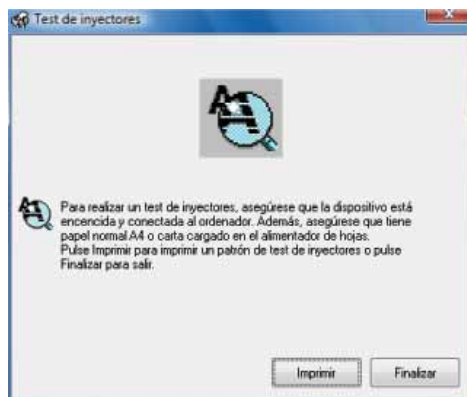 Test de inyectores
Para realizar un test de inyectores, asegúrese que la dispositivo está
encencida y conectada al ordenador. Además, asegúrese que tiene
papel normal A4 o carta cargado en el alimentador de hojas.
Pulse Imprimir para imprimir un patrón de test de inyectores o pulse
Finalizar para salir.
Imprimir
Finalizar